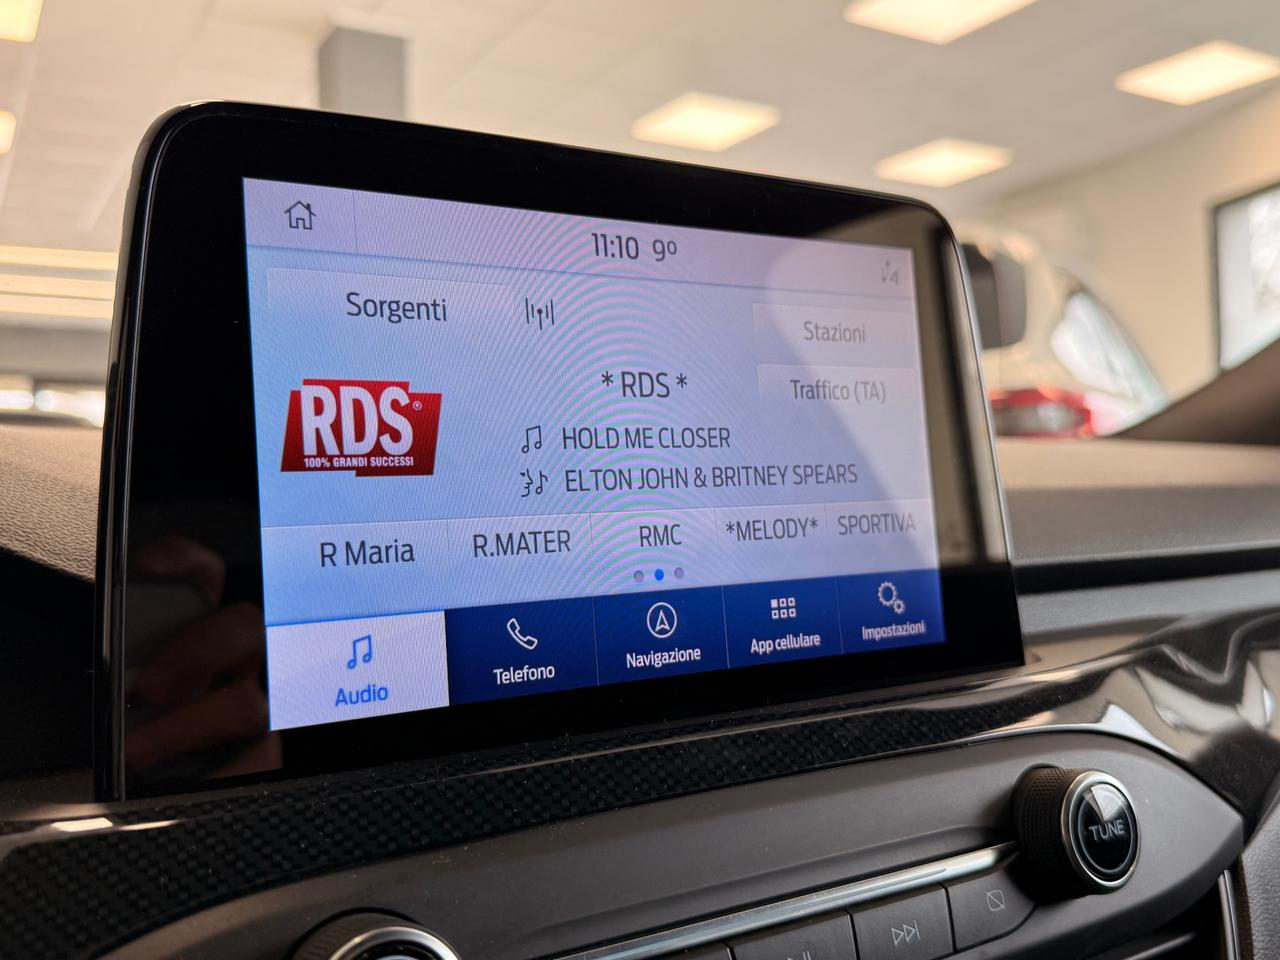 11:10 9°
Sorgenti
Stazioni
RDS®
100% GRANDI SUCCESSI
*RDS*
Traffico (TA)
HOLD ME CLOSER
ELTON JOHN & BRITNEY SPEARS
R Maria R.MATER RMC *MELODY* SPORTIVA
Audio Telefono Navigazione App cellulare Impostazioni
TUNE